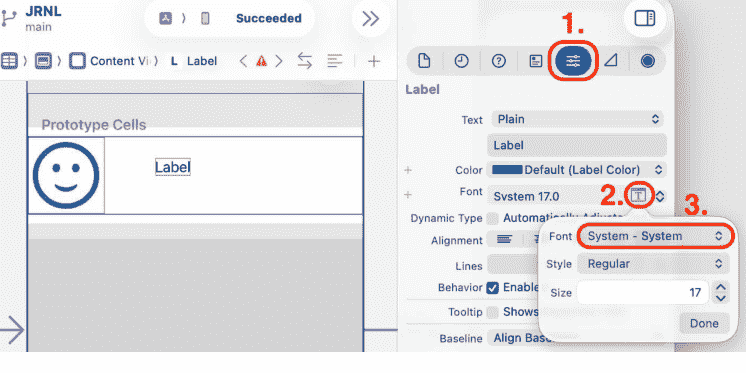 JRNL
main
Succeeded
1.
Content Vi
L Label
Label
Text Plain
Label
Prototype Cells
Label
Color Default (Label Color)
Font System 17.0
2.
3.
Dynamic Type Automatically Adjusts
Font System - System
Alignment
Style Regular
Lines
Behavior Enable
Size 17
Tooltip Shows
Done
Baseline Align Bas